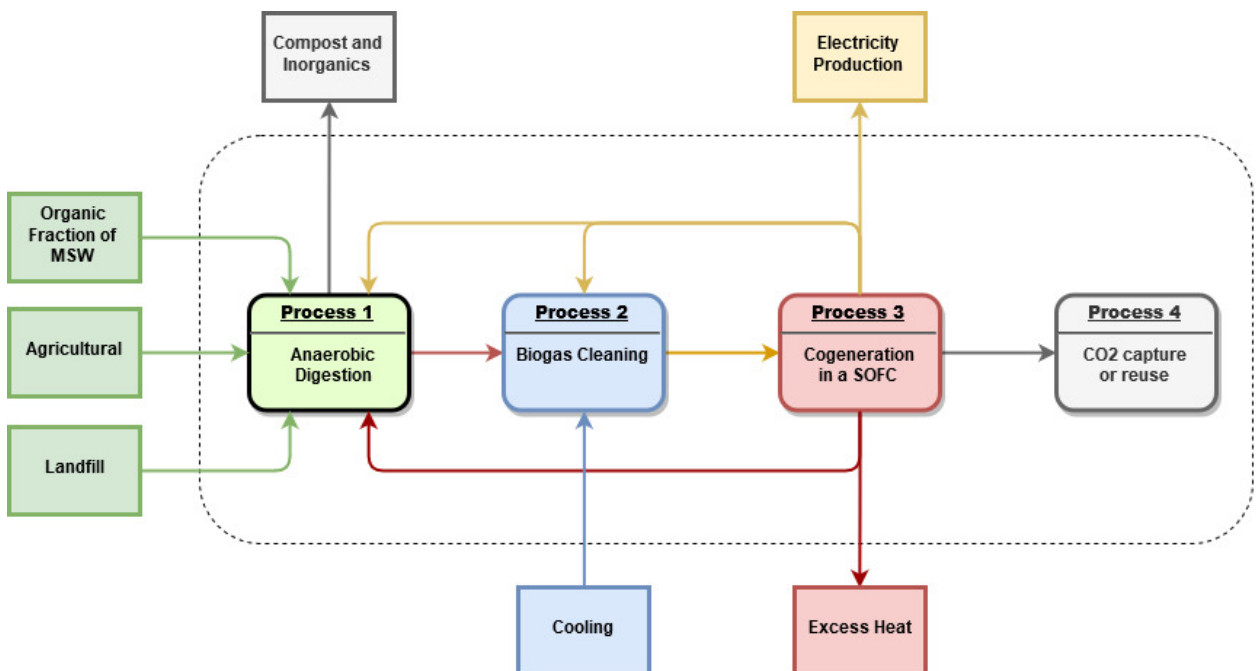 Compost and
Inorganics
Electricity
Production
Organic
Fraction of
MSW
Agricultural
Landfill
Process 1
Anaerobic
Digestion
Process 2
Biogas Cleaning
Process 3
Cogeneration
in a SOFC
Process 4
CO2 capture
or reuse
Cooling
Excess Heat